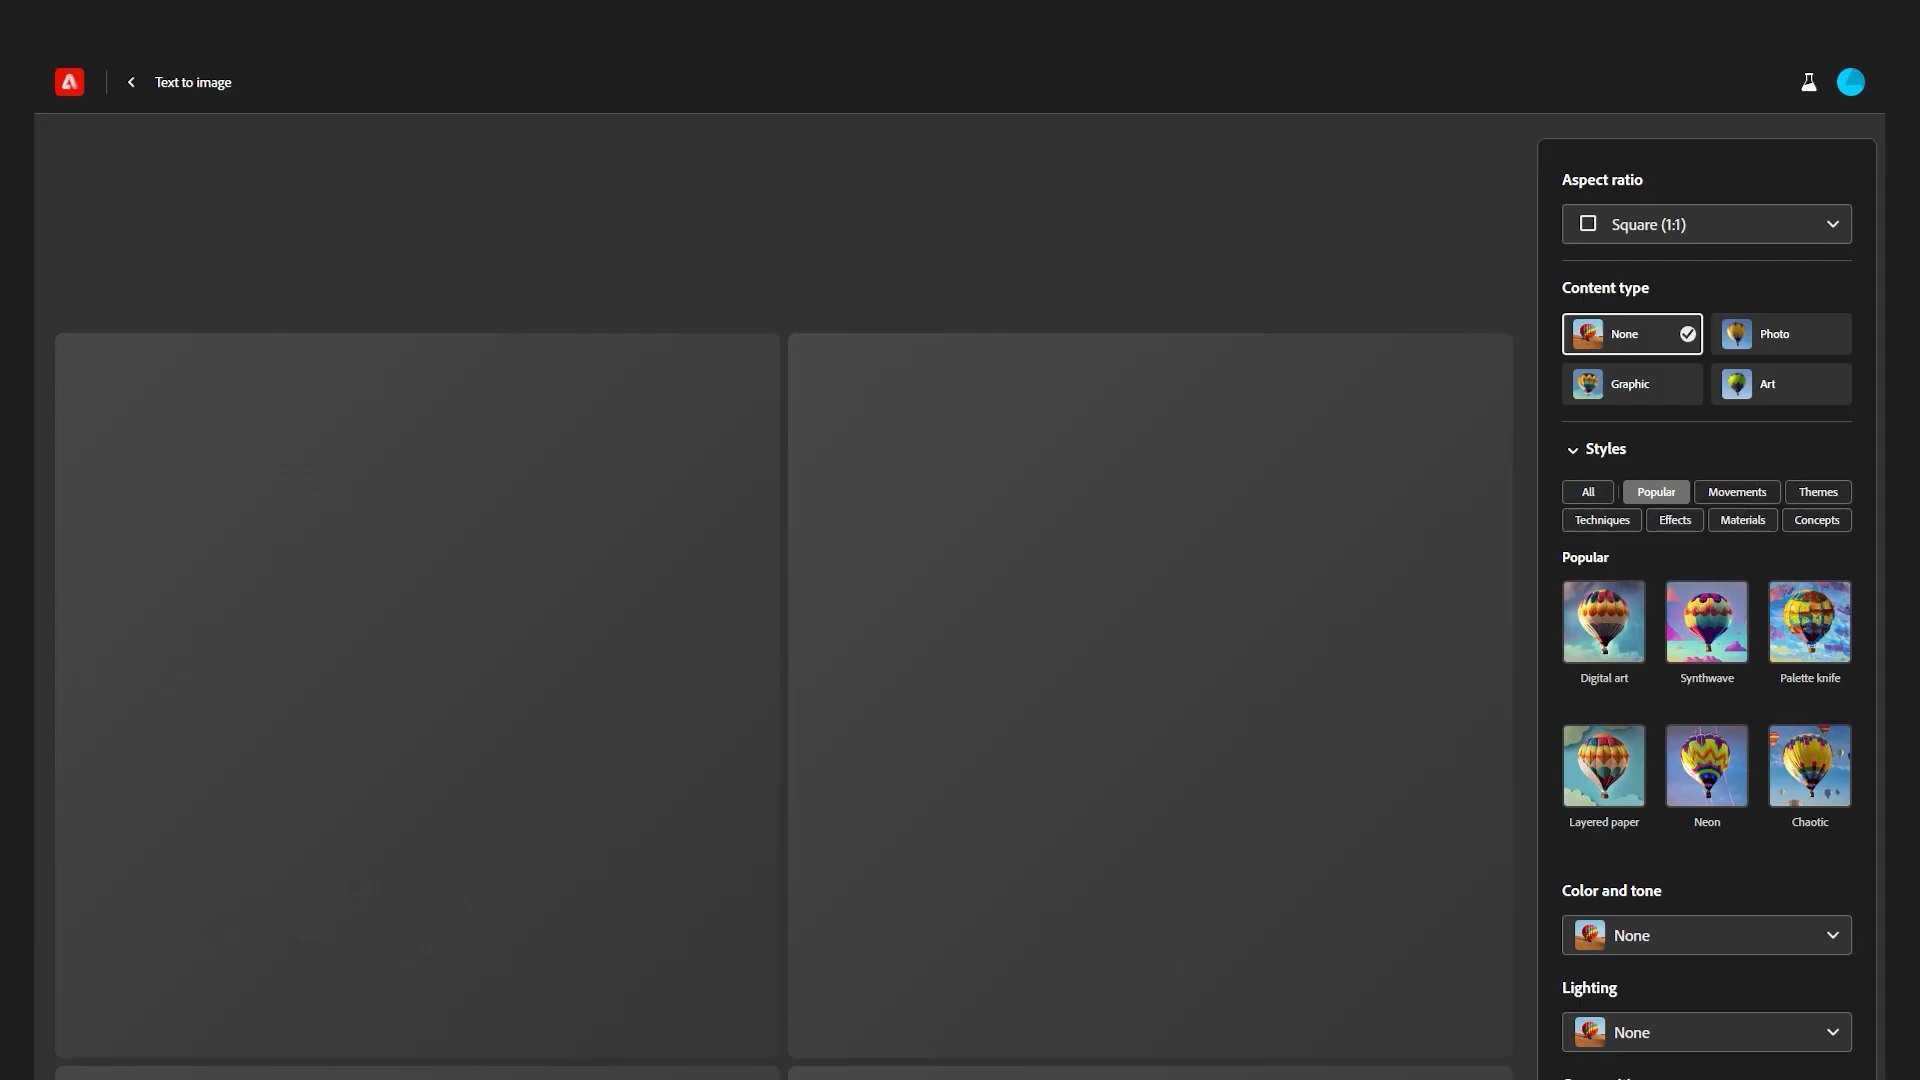 Text to image
Aspect ratio
Square (1:1)
Content type
None
Photo
Graphic
Art
Styles
All
Popular
Movements
Themes
Techniques
Effects
Materials
Concepts
Popular
Digital art
Synthwave
Palette knife
Layered paper
Neon
Chaotic
Color and tone
None
Lighting
None